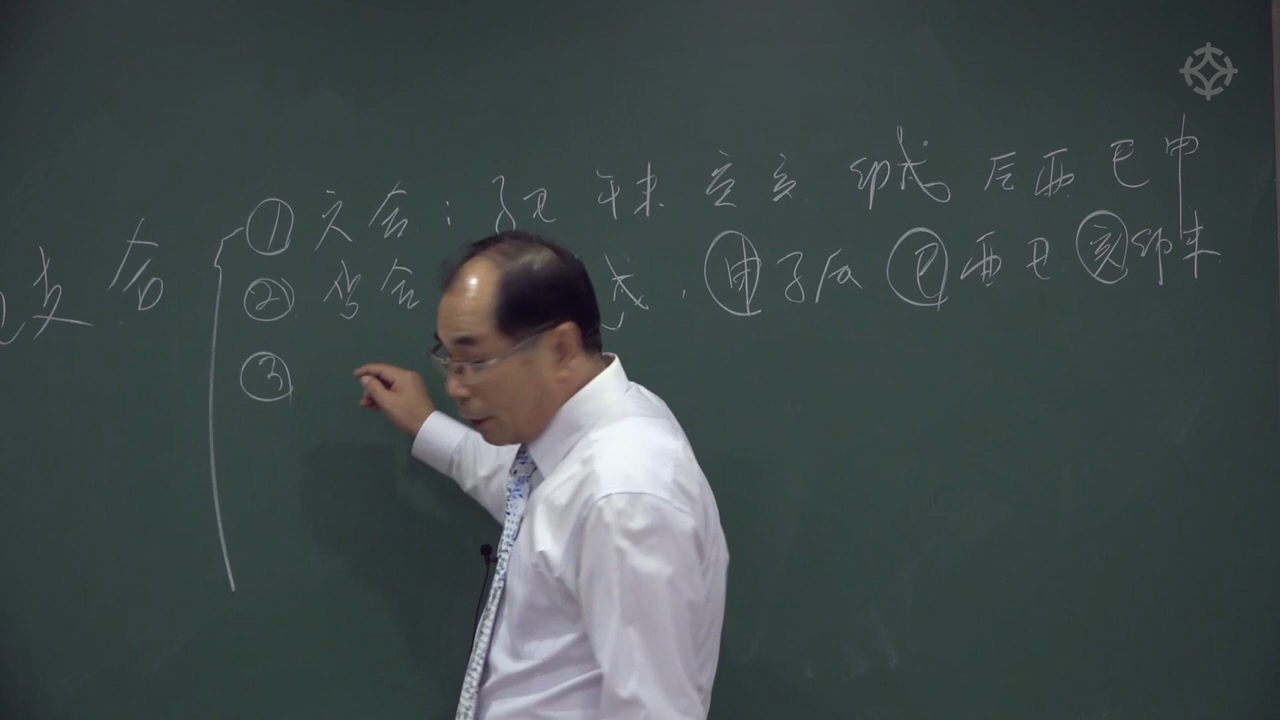 支合
① 六合 : 子丑 午未 寅亥 卯戌 辰酉 巳申
② 三合 戌 , 申子辰 巳酉丑 亥卯未
③